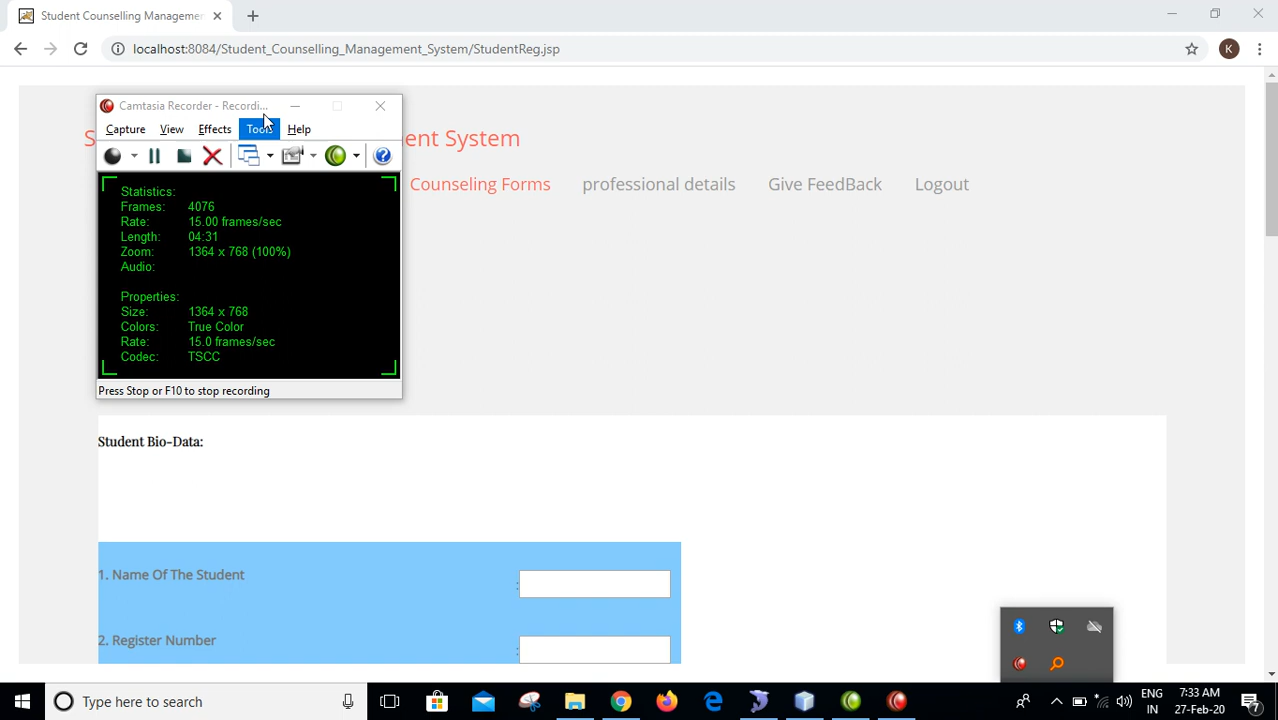 Student Counselling Managemen
localhost:8084/Student_Counselling_Management_System/StudentReg.jsp
K
Camtasia Recorder - Recordi...
Capture View Effects Tools Help
S ent System
Counseling Forms professional details Give FeedBack Logout
Statistics:
Frames: 4076
Rate: 15.00 frames/sec
Length: 04:31
Zoom: 1364 x 768 (100%)
Audio:
Properties:
Size: 1364 x 768
Colors: True Color
Rate: 15.0 frames/sec
Codec: TSCC
Press Stop or F10 to stop recording
Student Bio-Data:
1. Name Of The Student :
2. Register Number :
Type here to search
ENG 7:33 AM
IN 27-Feb-20
7